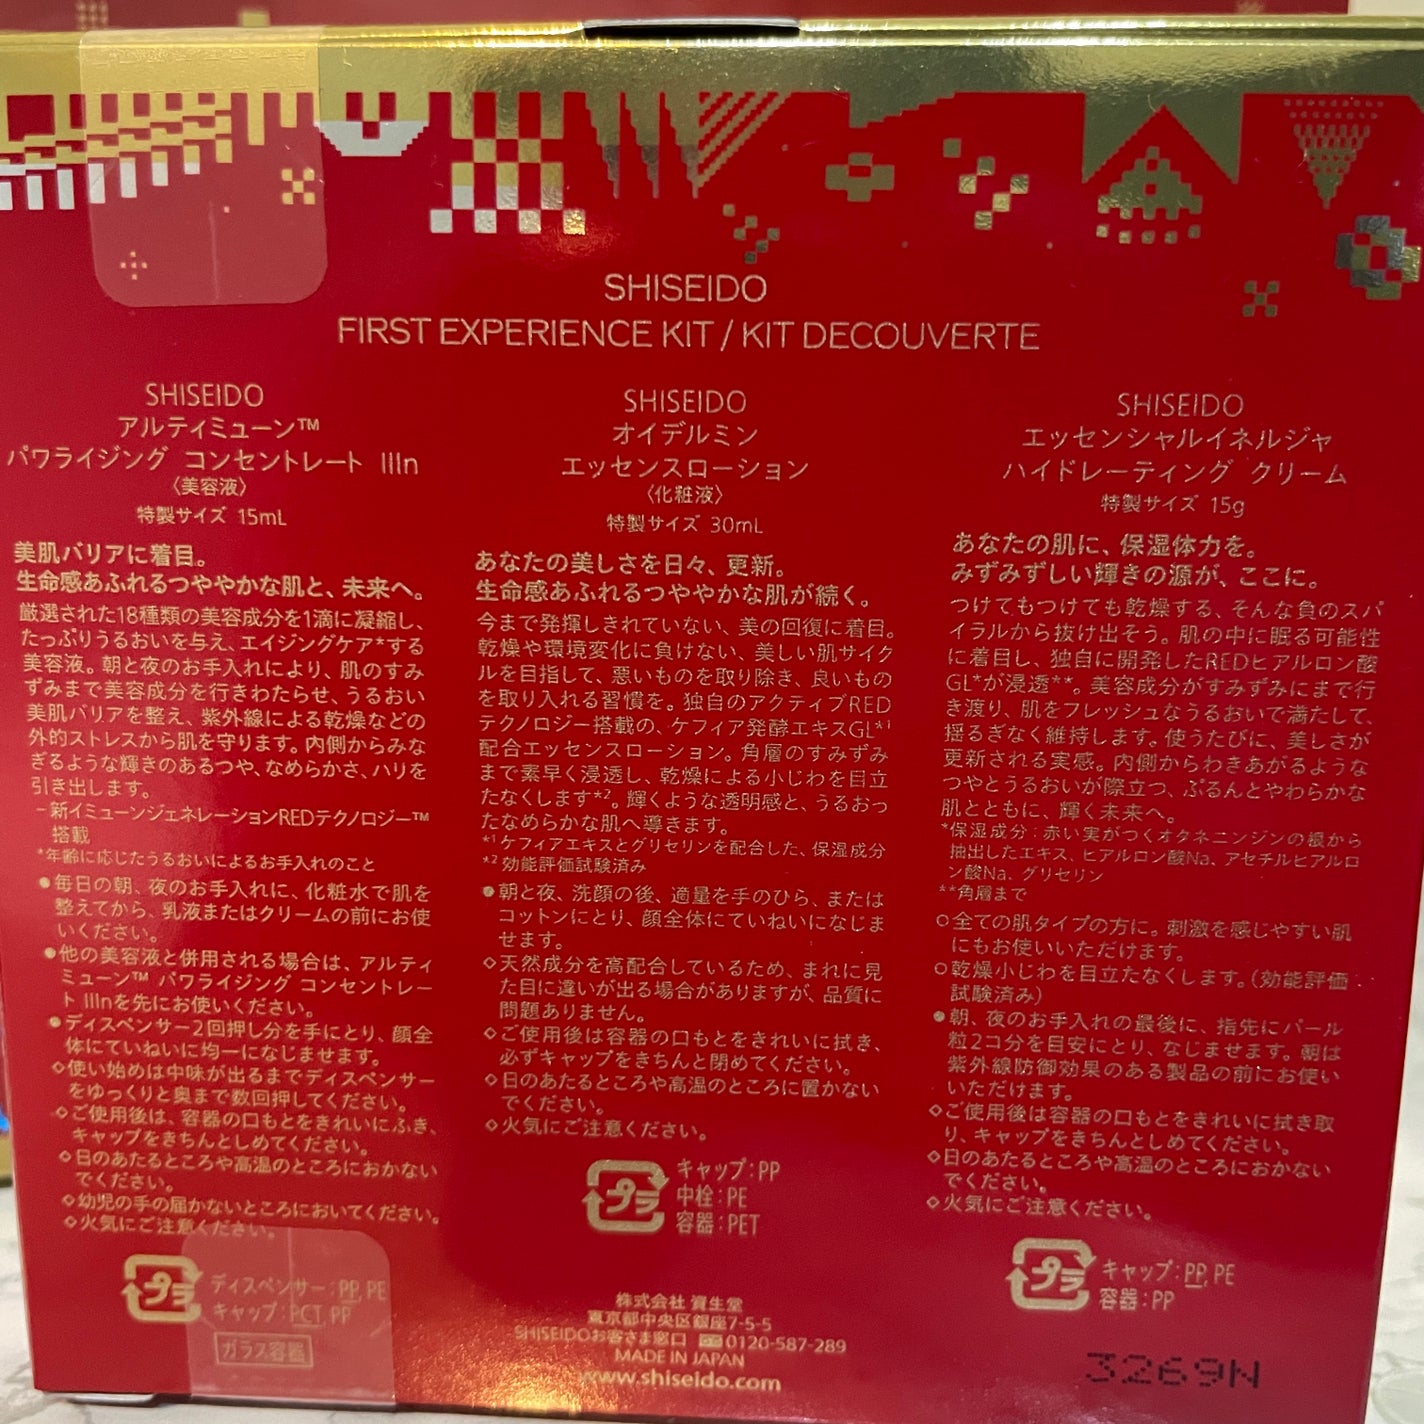 SHISEIDO
FIRST EXPERIENCE KIT / KIT DECOUVERTE
SHISEIDO
アルティミューン™
パワライジング コンセントレート IIIn
〈美容液〉
特製サイズ 15mL
美肌バリアに着目。
生命感あふれるつややかな肌と、未来へ。
厳選された18種類の美容成分を1滴に凝縮し、
たっぷりうるおいを与え、エイジングケア*する
美容液。朝と夜のお手入れにより、肌のすみ
ずみまで美容成分を行きわたらせ、うるおい
美肌バリアを整え、紫外線による乾燥などの
外的ストレスから肌を守ります。内側からみな
ぎるような輝きのあるつや、なめらかさ、ハリを
引き出します。
−新イミューンジェネレーションREDテクノロジー™
搭載
*年齢に応じたうるおいによるお手入れのこと
●毎日の朝、夜のお手入れに、化粧水で肌を
整えてから、乳液またはクリームの前にお使
いください。
●他の美容液と併用される場合は、アルティ
ミューン™ パワライジング コンセントレー
ト IIInを先にお使いください。
●ディスペンサー2回押し分を手にとり、顔全
体にていねいに均一になじませます。
◇使い始めは中味が出るまでディスペンサー
をゆっくりと奥まで数回押してください。
◇ご使用後は、容器の口もとをきれいにふき、
キャップをきちんとしめてください。
◇日のあたるところや高温のところにおかない
でください。
◇幼児の手の届かないところにおいてください。
◇火気にご注意ください。
プラ
ディスペンサー:PP, PE
キャップ:PCT, PP
ガラス容器
SHISEIDO
オイデルミン
エッセンスローション
〈化粧液〉
特製サイズ 30mL
あなたの美しさを日々、更新。
生命感あふれるつややかな肌が続く。
今まで発揮しきれていない、美の回復に着目。
乾燥や環境変化に負けない、美しい肌サイク
ルを目指して、悪いものを取り除き、良いもの
を取り入れる習慣を。独自のアクティブRED
テクノロジー搭載の、ケフィア発酵エキスGL*1
配合エッセンスローション。角層のすみずみ
まで素早く浸透し、乾燥による小じわを目立
たなくします*2。輝くような透明感と、うるおっ
たなめらかな肌へ導きます。
*1 ケフィアエキスとグリセリンを配合した、保湿成分
*2 効能評価試験済み
●朝と夜、洗顔の後、適量を手のひら、または
コットンにとり、顔全体にていねいになじま
せます。
◇天然成分を高配合しているため、まれに見
た目に違いが出る場合がありますが、品質に
問題ありません。
◇ご使用後は容器の口もとをきれいに拭き、
必ずキャップをきちんと閉めてください。
◇日のあたるところや高温のところに置かない
でください。
◇火気にご注意ください。
プラ
キャップ:PP
中栓:PE
容器:PET
株式会社 資生堂
東京都中央区銀座7-5-5
SHISEIDOお客さま窓口 0120-587-289
MADE IN JAPAN
www.shiseido.com
SHISEIDO
エッセンシャルイネルジャ
ハイドレーティング クリーム
特製サイズ 15g
あなたの肌に、保湿体力を。
みずみずしい輝きの源が、ここに。
つけてもつけても乾燥する、そんな負のスパ
イラルから抜け出そう。肌の中に眠る可能性
に着目し、独自に開発したREDヒアルロン酸
GL*が浸透**。美容成分がすみずみにまで行
き渡り、肌をフレッシュなうるおいで満たして、
揺るぎなく維持します。使うたびに、美しさが
更新される実感。内側からわきあがるような
つやとうるおいが際立つ、ぷるんとやわらかな
肌とともに、輝く未来へ。
*保湿成分：赤い実がつくオタネニンジンの根から
抽出したエキス、ヒアルロン酸Na、アセチルヒアルロ
ン酸Na、グリセリン
**角層まで
○全ての肌タイプの方に。刺激を感じやすい肌
にもお使いいただけます。
○乾燥小じわを目立たなくします。(効能評価
試験済み)
●朝、夜のお手入れの最後に、指先にパール
粒2コ分を目安にとり、なじませます。朝は
紫外線防御効果のある製品の前にお使い
いただけます。
◇ご使用後は容器の口もとをきれいに拭き取
り、キャップをきちんとしめてください。
◇日のあたるところや高温のところにおかない
でください。
◇火気にご注意ください。
プラ
キャップ:PP, PE
容器:PP
3269N